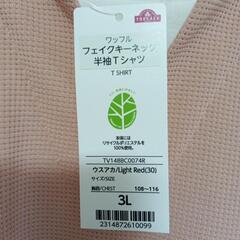 TOPVALU
ワッフル
フェイクキーネック
半袖Tシャツ
T SHIRT
本体には
リサイクルポリエステルを
100%使用。
TV148BC0074R
ウスアカ/Light Red(30)
サイズ/SIZE
胸囲/CHEST 108~116
3L
2314872610099